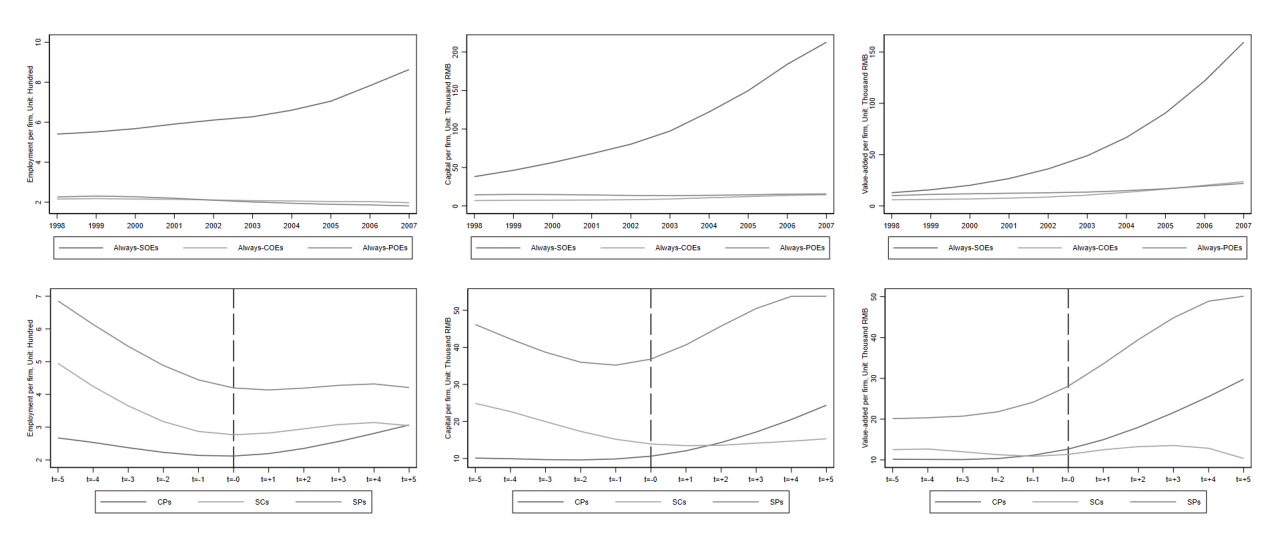 Employment per firm, Unit: Hundred
10
8
6
4
2
1998 1999 2000 2001 2002 2003 2004 2005 2006 2007
Always-SOEs Always-COEs Always-POEs
Capital per firm, Unit: Thousand RMB
200
150
100
50
0
1998 1999 2000 2001 2002 2003 2004 2005 2006 2007
Always-SOEs Always-COEs Always-POEs
Value-added per firm, Unit: Thousand RMB
150
100
50
0
1998 1999 2000 2001 2002 2003 2004 2005 2006 2007
Always-SOEs Always-COEs Always-POEs
Employment per firm, Unit: Hundred
7
6
5
4
3
2
t=-5 t=-4 t=-3 t=-2 t=-1 t=-0 t=+1 t=+2 t=+3 t=+4 t=+5
CPs SCs SPs
Capital per firm, Unit: Thousand RMB
50
40
30
20
10
t=-5 t=-4 t=-3 t=-2 t=-1 t=-0 t=+1 t=+2 t=+3 t=+4 t=+5
CPs SCs SPs
Value-added per firm, Unit: Thousand RMB
50
40
30
20
10
t=-5 t=-4 t=-3 t=-2 t=-1 t=-0 t=+1 t=+2 t=+3 t=+4 t=+5
CPs SCs SPs